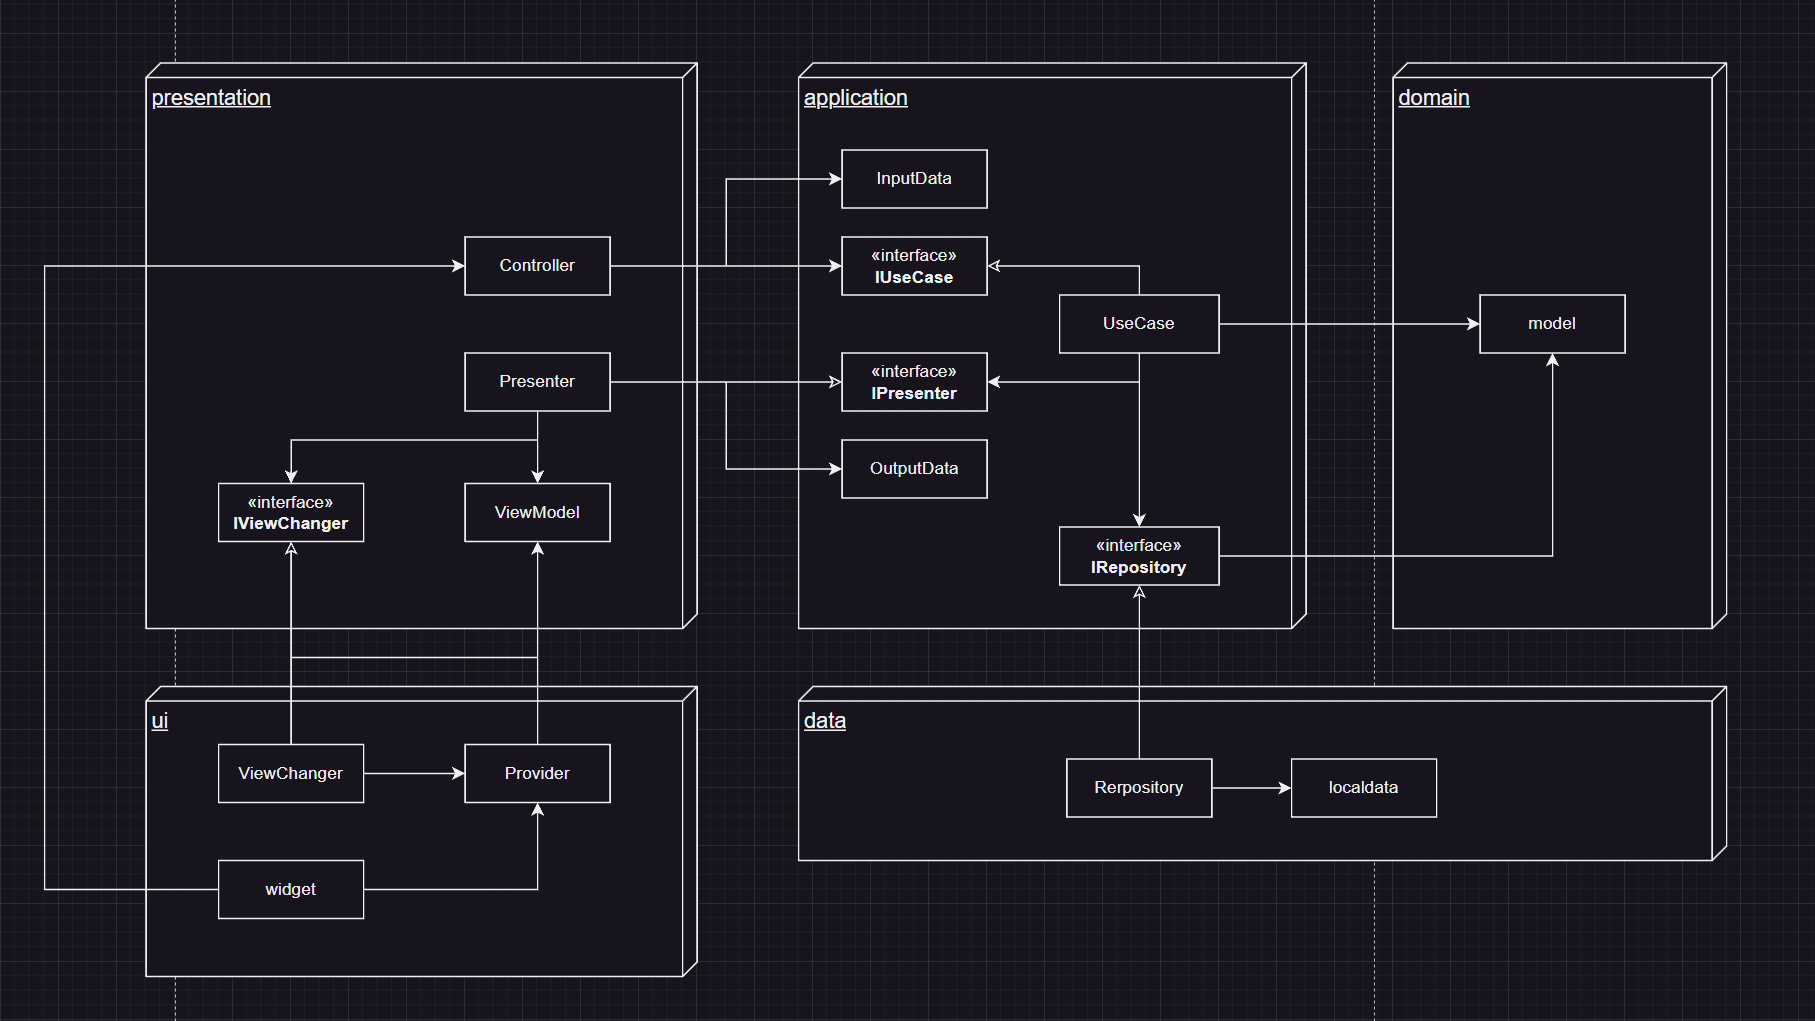 presentation
Controller
Presenter
«interface»
IViewChanger
ViewModel
application
InputData
«interface»
IUseCase
UseCase
«interface»
IPresenter
OutputData
«interface»
IRepository
domain
model
ui
ViewChanger
Provider
widget
data
Rerpository
localdata